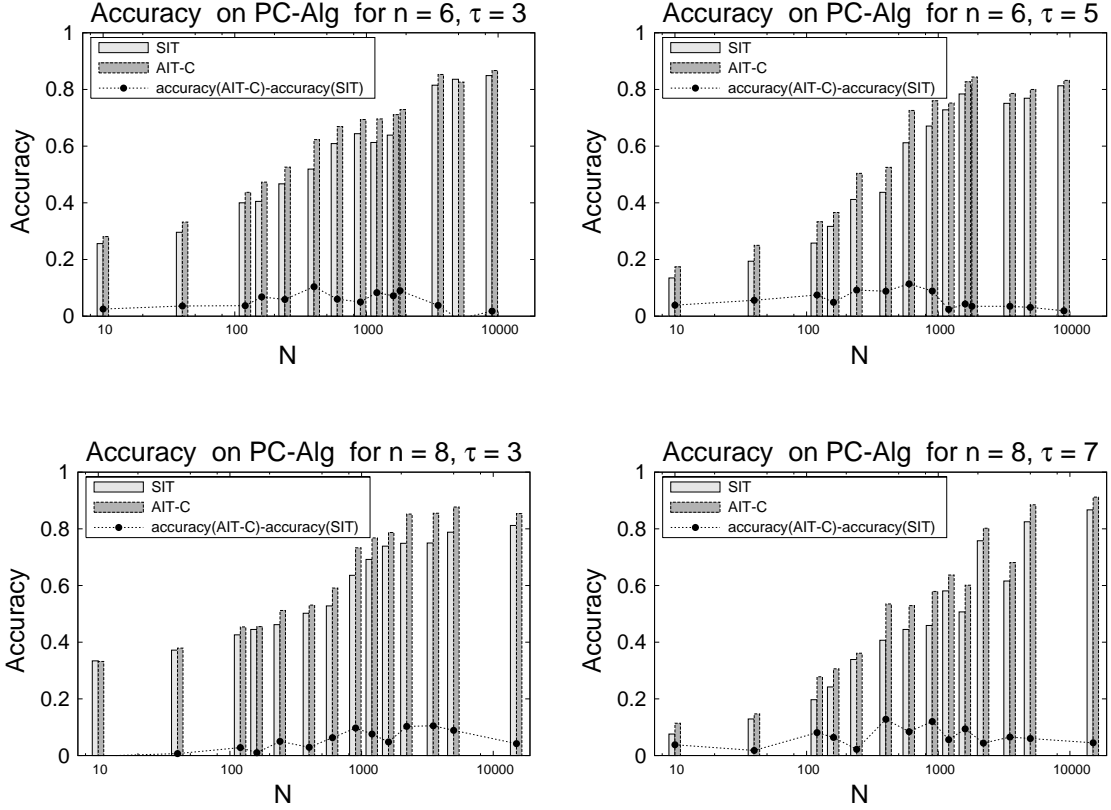 Accuracy on PC-Alg for n = 6, τ = 3
SIT
AIT-C
accuracy(AIT-C)-accuracy(SIT)
Accuracy
1
0.8
0.6
0.4
0.2
0
10
100
1000
10000
N
Accuracy on PC-Alg for n = 6, τ = 5
SIT
AIT-C
accuracy(AIT-C)-accuracy(SIT)
Accuracy
1
0.8
0.6
0.4
0.2
0
10
100
1000
10000
N
Accuracy on PC-Alg for n = 8, τ = 3
SIT
AIT-C
accuracy(AIT-C)-accuracy(SIT)
Accuracy
1
0.8
0.6
0.4
0.2
0
10
100
1000
10000
N
Accuracy on PC-Alg for n = 8, τ = 7
SIT
AIT-C
accuracy(AIT-C)-accuracy(SIT)
Accuracy
1
0.8
0.6
0.4
0.2
0
10
100
1000
10000
N